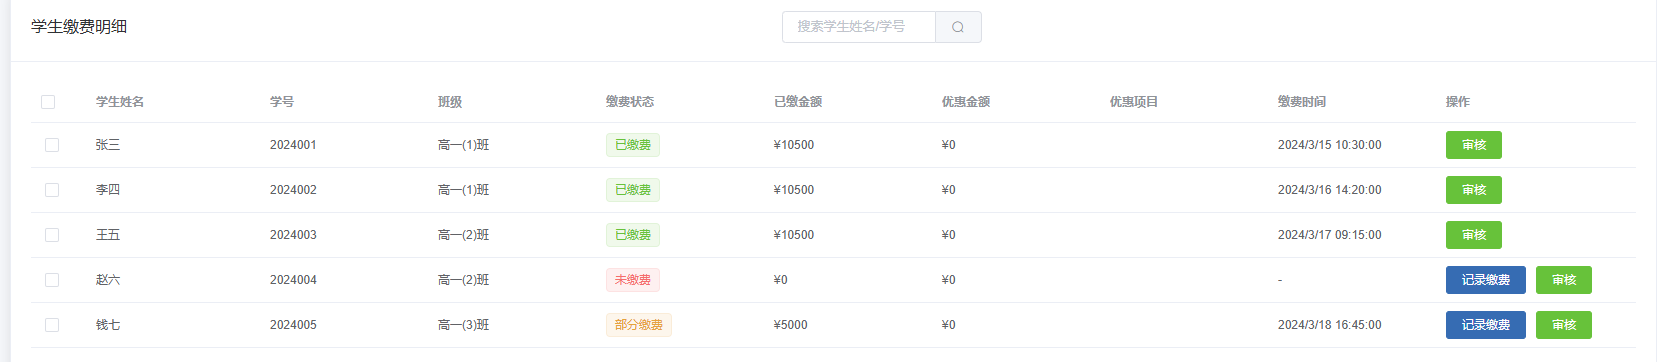 学生缴费明细
搜索学生姓名/学号
学生姓名 学号 班级 缴费状态 已缴金额 优惠金额 优惠项目 缴费时间 操作
张三 2024001 高一(1)班 已缴费 ¥10500 ¥0 2024/3/15 10:30:00 审核
李四 2024002 高一(1)班 已缴费 ¥10500 ¥0 2024/3/16 14:20:00 审核
王五 2024003 高一(2)班 已缴费 ¥10500 ¥0 2024/3/17 09:15:00 审核
赵六 2024004 高一(2)班 未缴费 ¥0 ¥0 - 记录缴费 审核
钱七 2024005 高一(3)班 部分缴费 ¥5000 ¥0 2024/3/18 16:45:00 记录缴费 审核